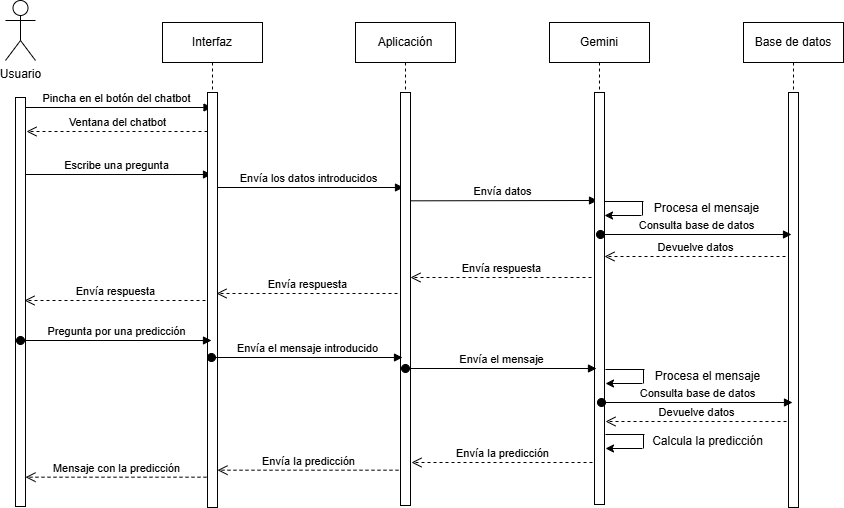 Usuario
Interfaz
Aplicación
Gemini
Base de datos
Pincha en el botón del chatbot
Ventana del chatbot
Escribe una pregunta
Envía los datos introducidos
Envía datos
Procesa el mensaje
Consulta base de datos
Devuelve datos
Envía respuesta
Envía respuesta
Envía respuesta
Pregunta por una predicción
Envía el mensaje introducido
Envía el mensaje
Procesa el mensaje
Consulta base de datos
Devuelve datos
Calcula la predicción
Envía la predicción
Envía la predicción
Mensaje con la predicción